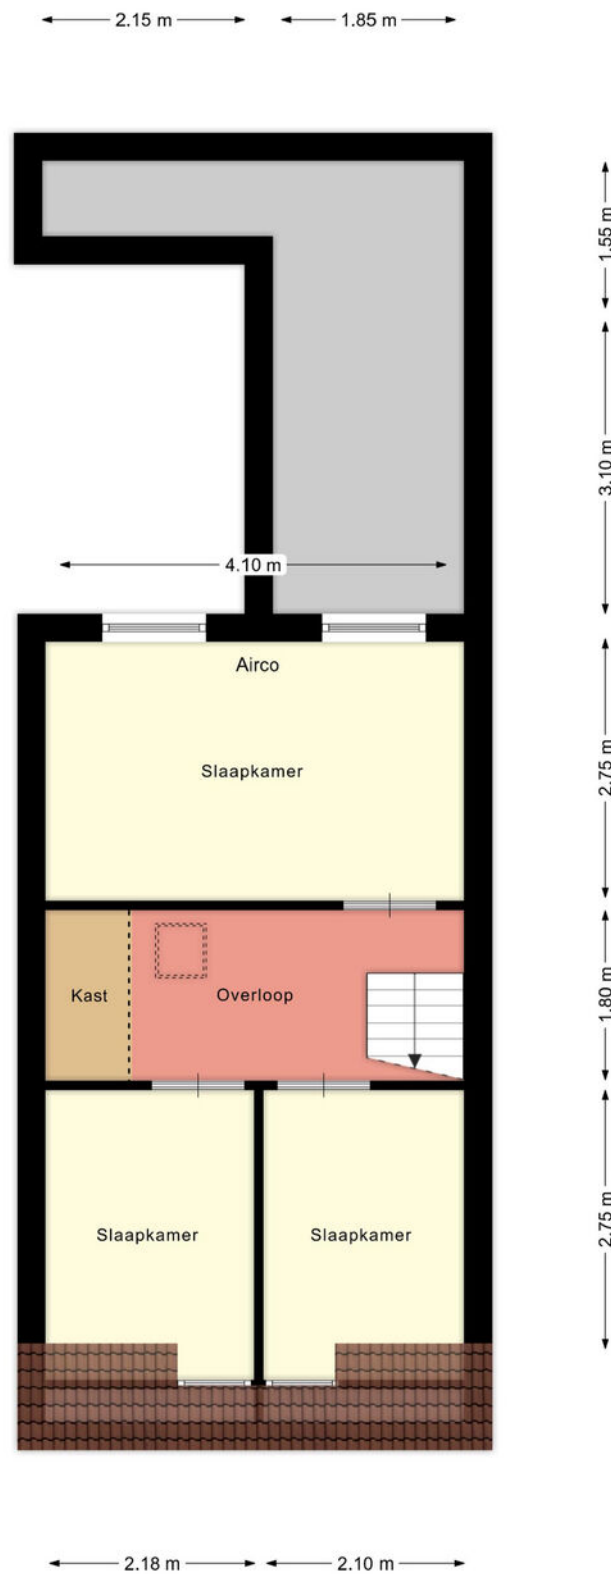 2.15 m
1.85 m
1.55 m
3.10 m
4.10 m
Airco
Slaapkamer
2.75 m
Kast
Overloop
1.80 m
Slaapkamer
Slaapkamer
2.75 m
2.18 m
2.10 m